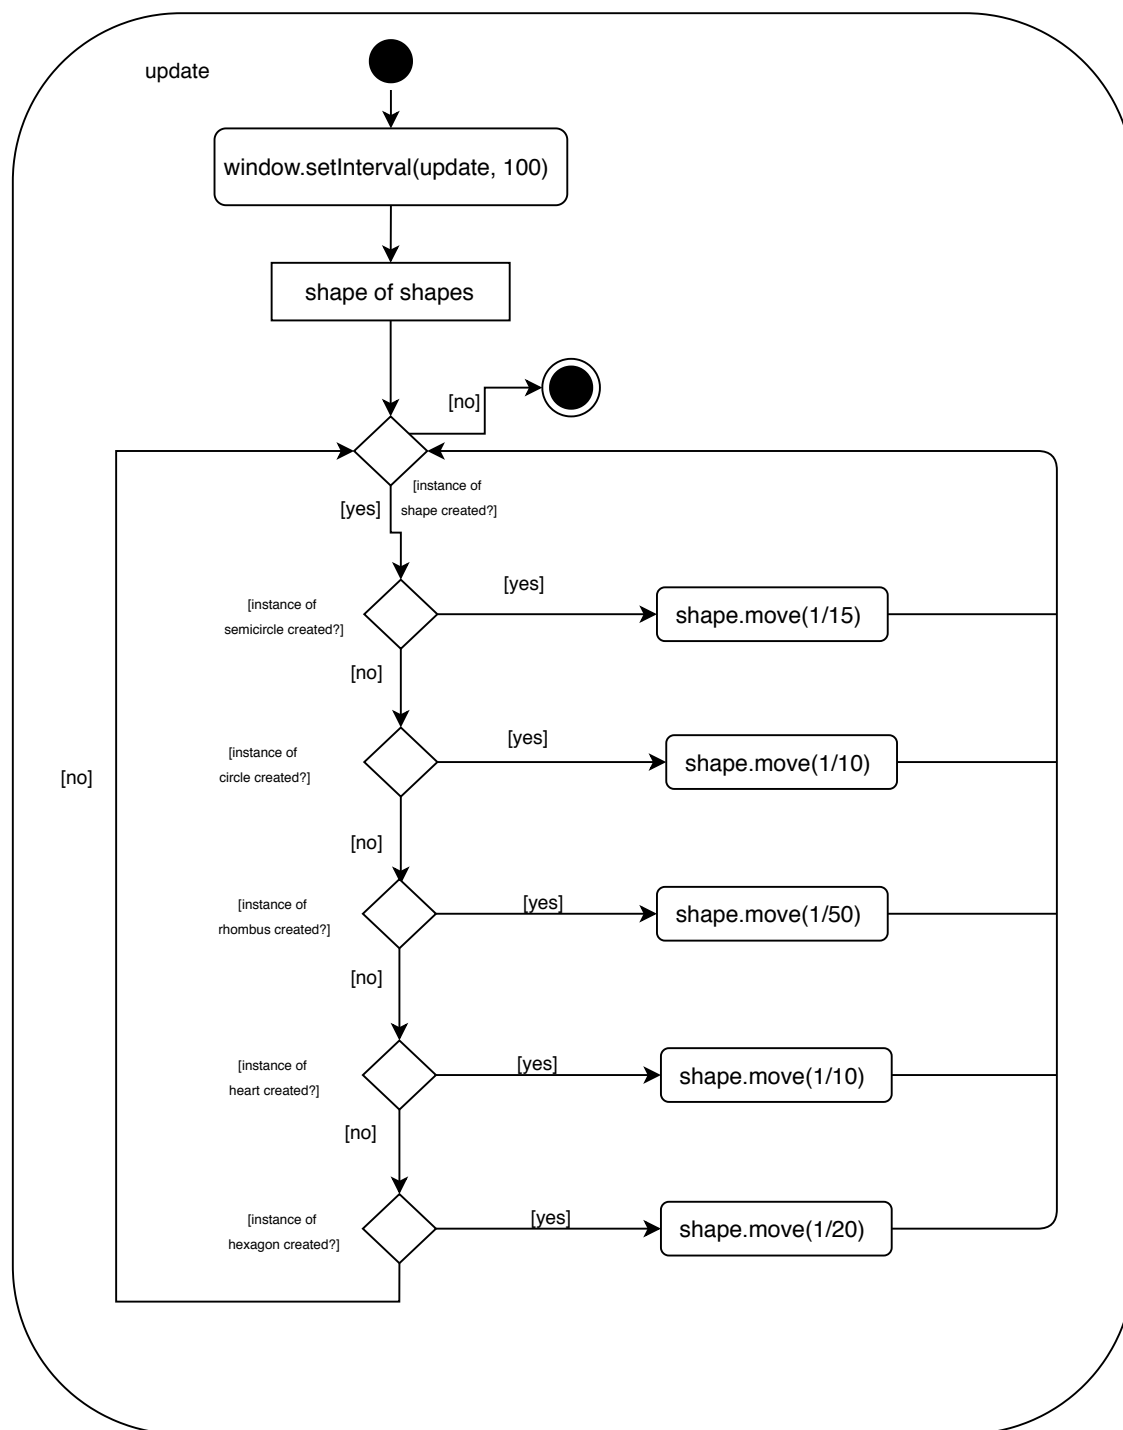 update
window.setInterval(update, 100)
shape of shapes
[no]
[instance of
[yes]
shape created?]
[yes]
[instance of
semicircle created?]
shape.move(1/15)
[no]
[yes]
[instance of
circle created?]
shape.move(1/10)
[no]
[no]
[yes]
[instance of
rhombus created?]
shape.move(1/50)
[no]
[yes]
[instance of
heart created?]
shape.move(1/10)
[no]
[yes]
[instance of
hexagon created?]
shape.move(1/20)